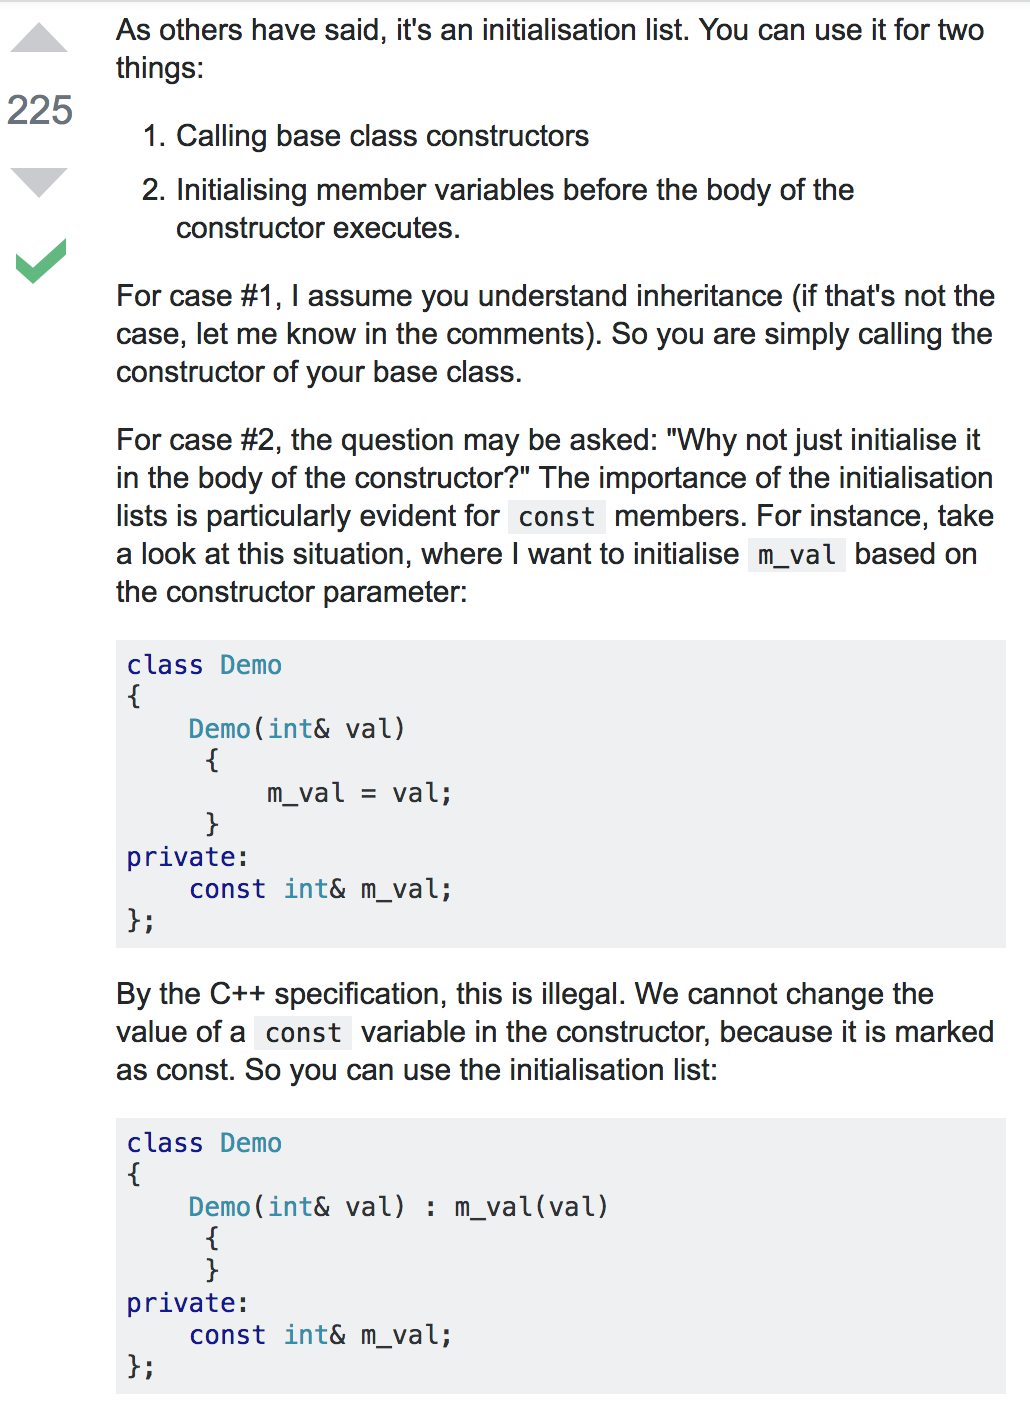 As others have said, it's an initialisation list. You can use it for two
things:
225
1. Calling base class constructors
2. Initialising member variables before the body of the
constructor executes.
For case #1, I assume you understand inheritance (if that's not the
case, let me know in the comments). So you are simply calling the
constructor of your base class.
For case #2, the question may be asked: "Why not just initialise it
in the body of the constructor?" The importance of the initialisation
lists is particularly evident for const members. For instance, take
a look at this situation, where I want to initialise m_val based on
the constructor parameter:
class Demo
{
    Demo(int& val)
     {
         m_val = val;
     }
private:
    const int& m_val;
};
By the C++ specification, this is illegal. We cannot change the
value of a const variable in the constructor, because it is marked
as const. So you can use the initialisation list:
class Demo
{
    Demo(int& val) : m_val(val)
     {
     }
private:
    const int& m_val;
};